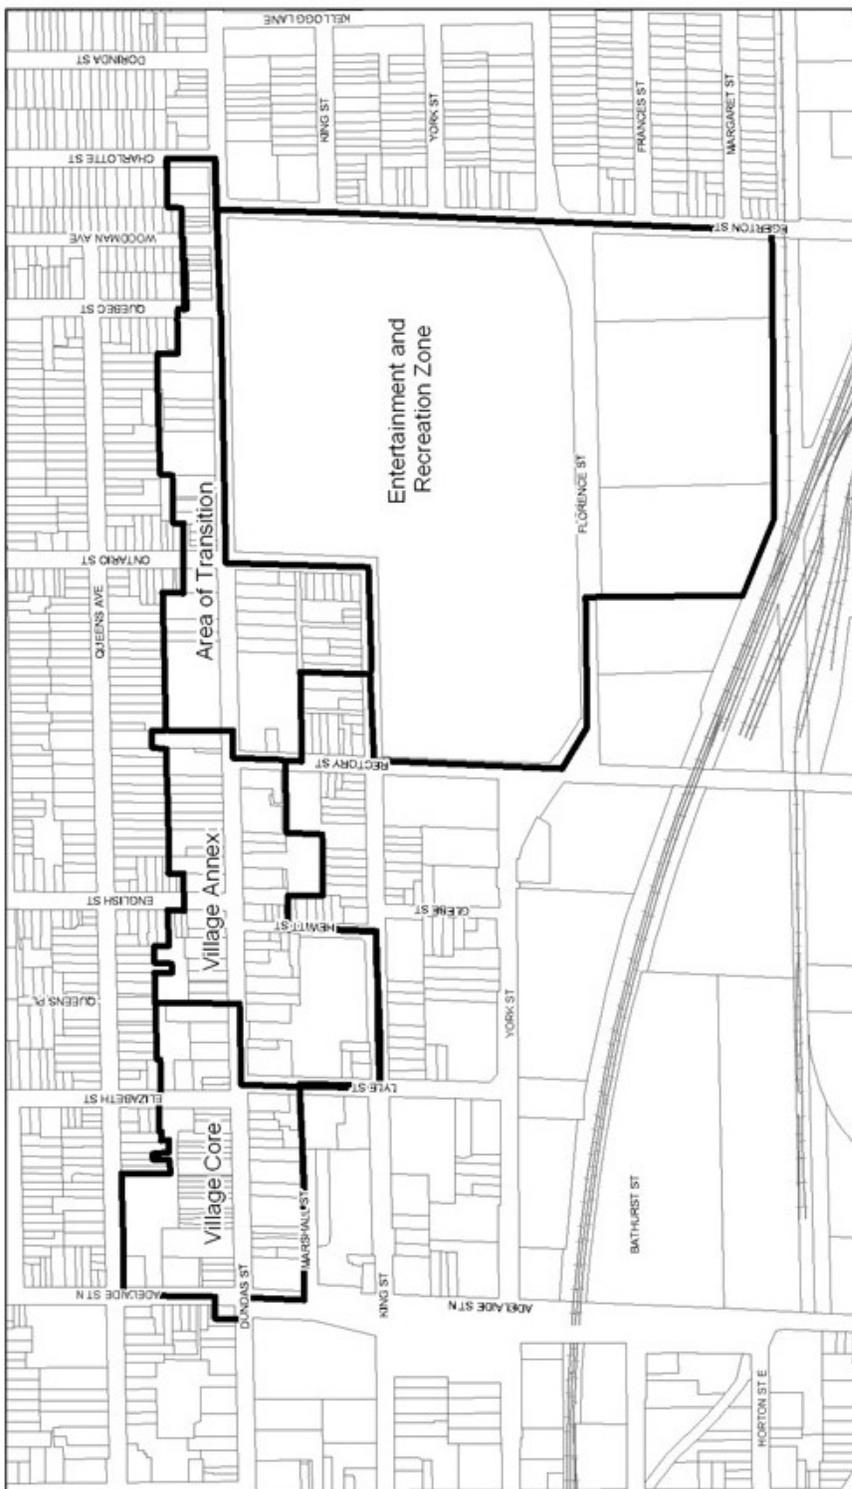 KELLOGG LANE
DORINDA ST
KING ST
YORK ST
FRANCES ST
MARGARET ST
CHARLOTTE ST
EGERTON ST
WOODMAN AVE
QUEBEC ST
Entertainment and
Recreation Zone
FLORENCE ST
Area of Transition
ONTARIO ST
QUEENS AVE
RECTORY ST
Village Annex
ENGLISH ST
GLEBE ST
HEWITT ST
QUEENS PL
YORK ST
LYLE ST
ELIZABETH ST
Village Core
MARSHALL ST
BATHURST ST
ADELAIDE ST N
DUNDAS ST
KING ST
ADELAIDE ST N
HORTON ST E